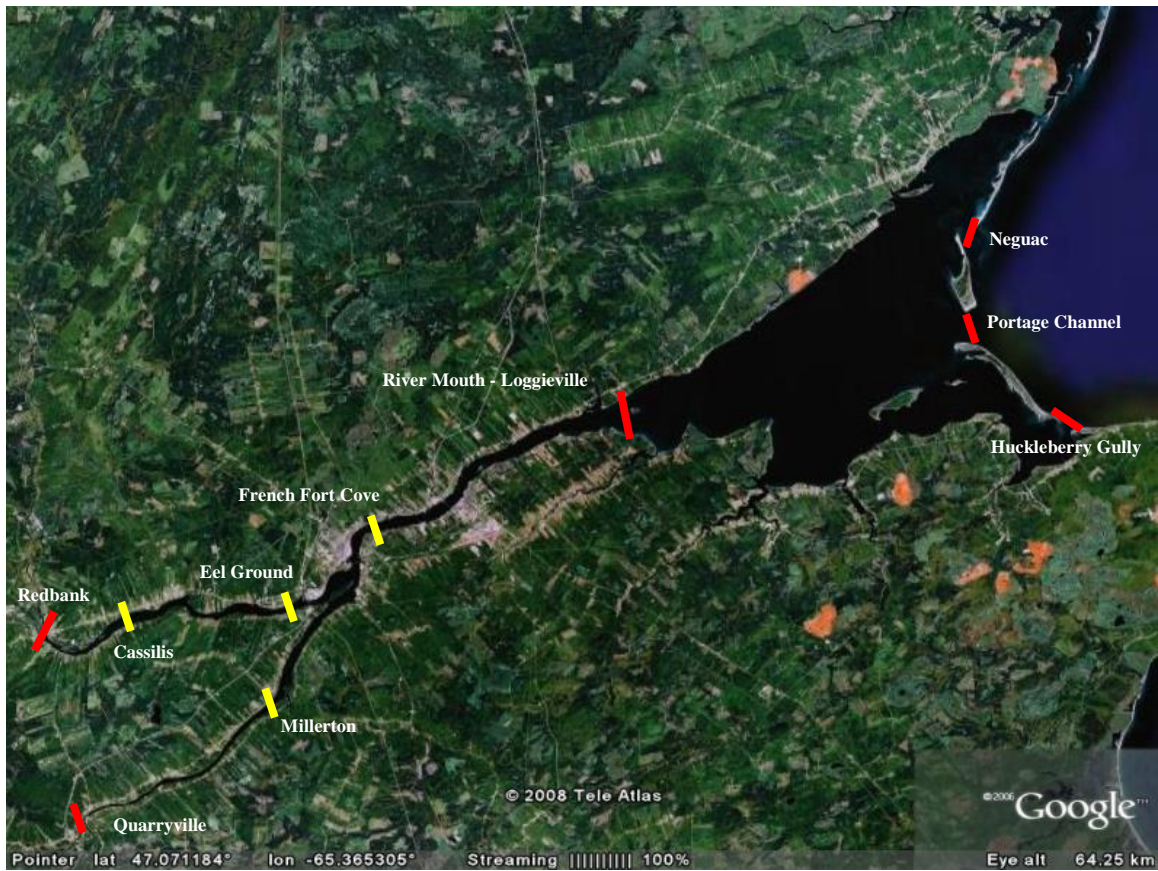 Neguac
Portage Channel
River Mouth - Loggieville
Huckleberry Gully
French Fort Cove
Eel Ground
Redbank
Cassilis
Millerton
© 2008 Tele Atlas
©2006 Google™
Quarryville
Pointer lat 47.071184° lon -65.365305° Streaming |||||||||| 100% Eye alt 64.25 km